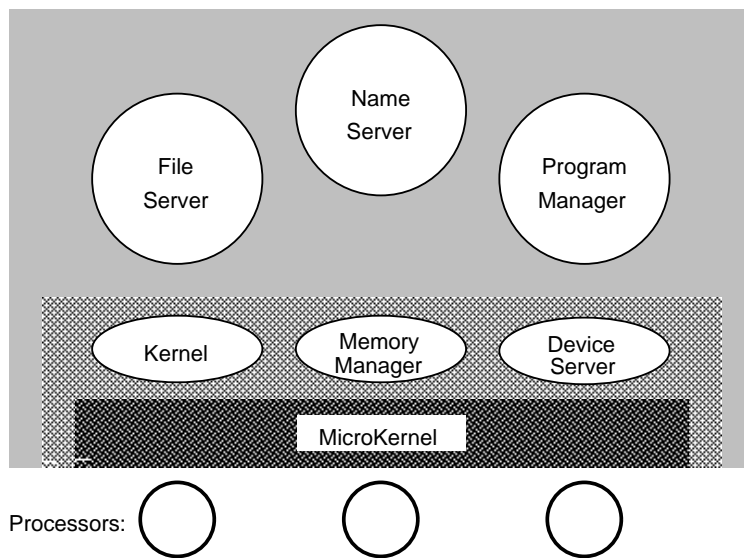 Name
Server
File
Server
Program
Manager
Kernel
Memory
Manager
Device
Server
MicroKernel
Processors: